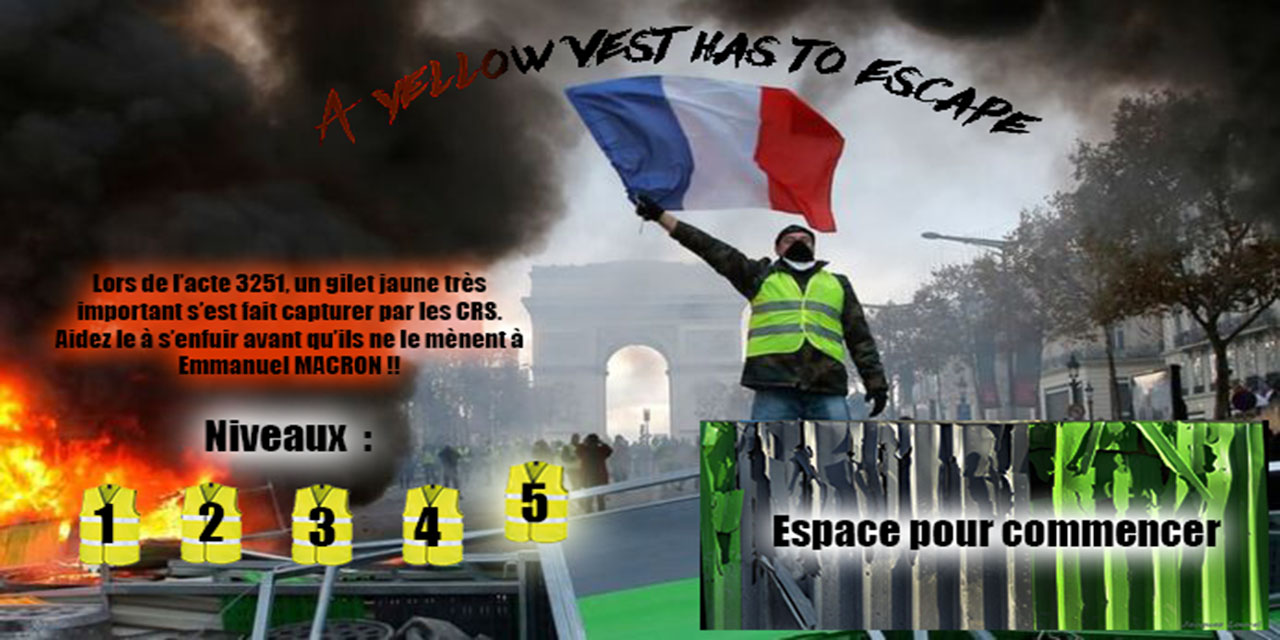 A YELLOW VEST HAS TO ESCAPE
Lors de l'acte 3251, un gilet jaune très
important s'est fait capturer par les CRS.
Aidez le à s'enfuir avant qu'ils ne le mènent à
Emmanuel MACRON !!
Niveaux :
1 2 3 4 5
Espace pour commencer